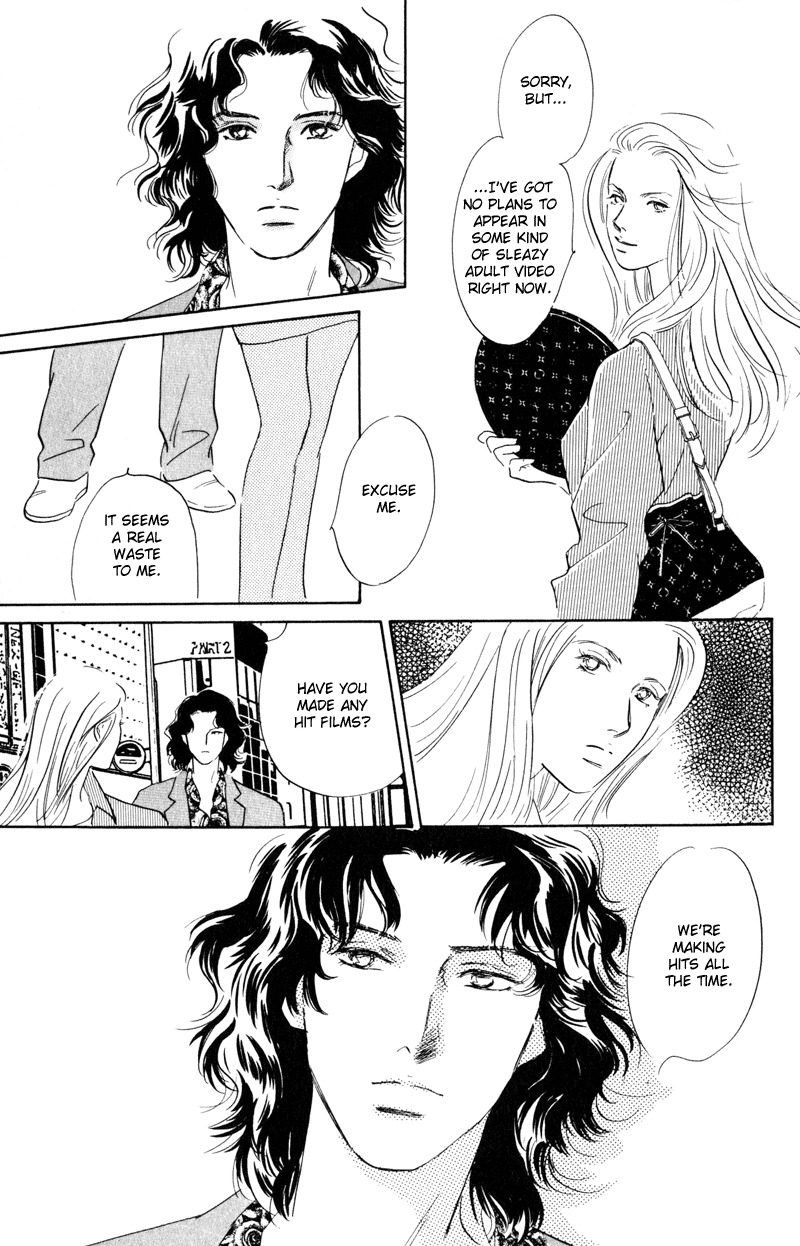 SORRY,
BUT...
...I'VE GOT
NO PLANS TO
APPEAR IN
SOME KIND
OF SLEAZY
ADULT VIDEO
RIGHT NOW.
EXCUSE
ME.
IT SEEMS
A REAL
WASTE
TO ME.
HAVE YOU
MADE ANY
HIT FILMS?
PART2
WE'RE
MAKING
HITS ALL
THE TIME.